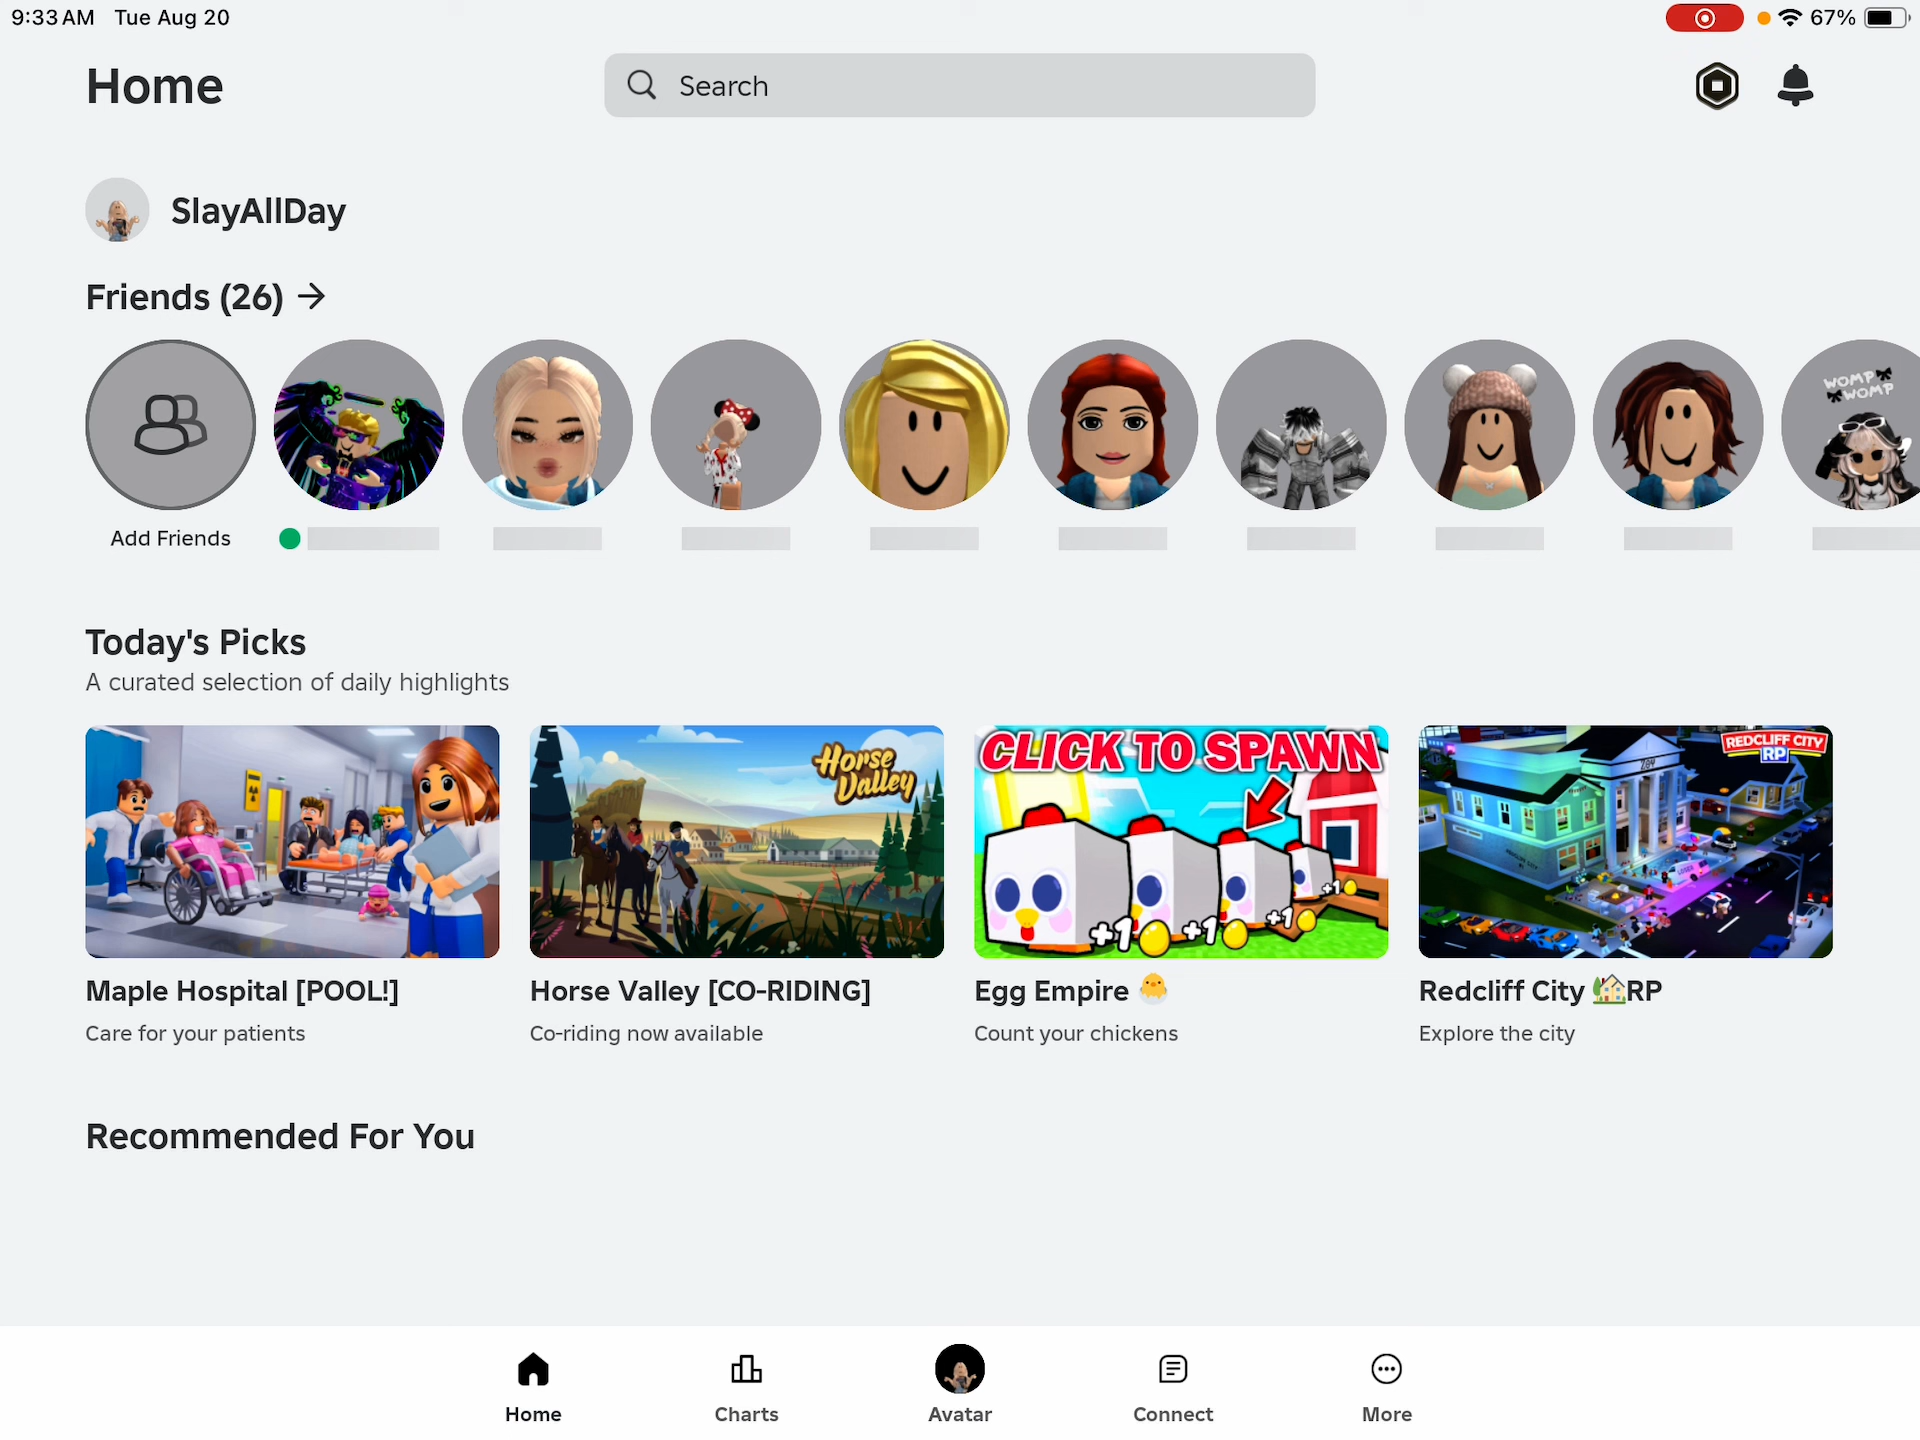 9:33 AM Tue Aug 20
67%
Home
Search
SlayAllDay
Friends (26) →
WOMP
WOMP
Add Friends
Today's Picks
A curated selection of daily highlights
Horse
Valley
CLICK TO SPAWN
+1
+1
+1
+1
REDCLIFF CITY
RP
Maple Hospital [POOL!]
Care for your patients
Horse Valley [CO-RIDING]
Co-riding now available
Egg Empire 🐣
Count your chickens
Redcliff City 🏡RP
Explore the city
Recommended For You
Home
Charts
Avatar
Connect
More